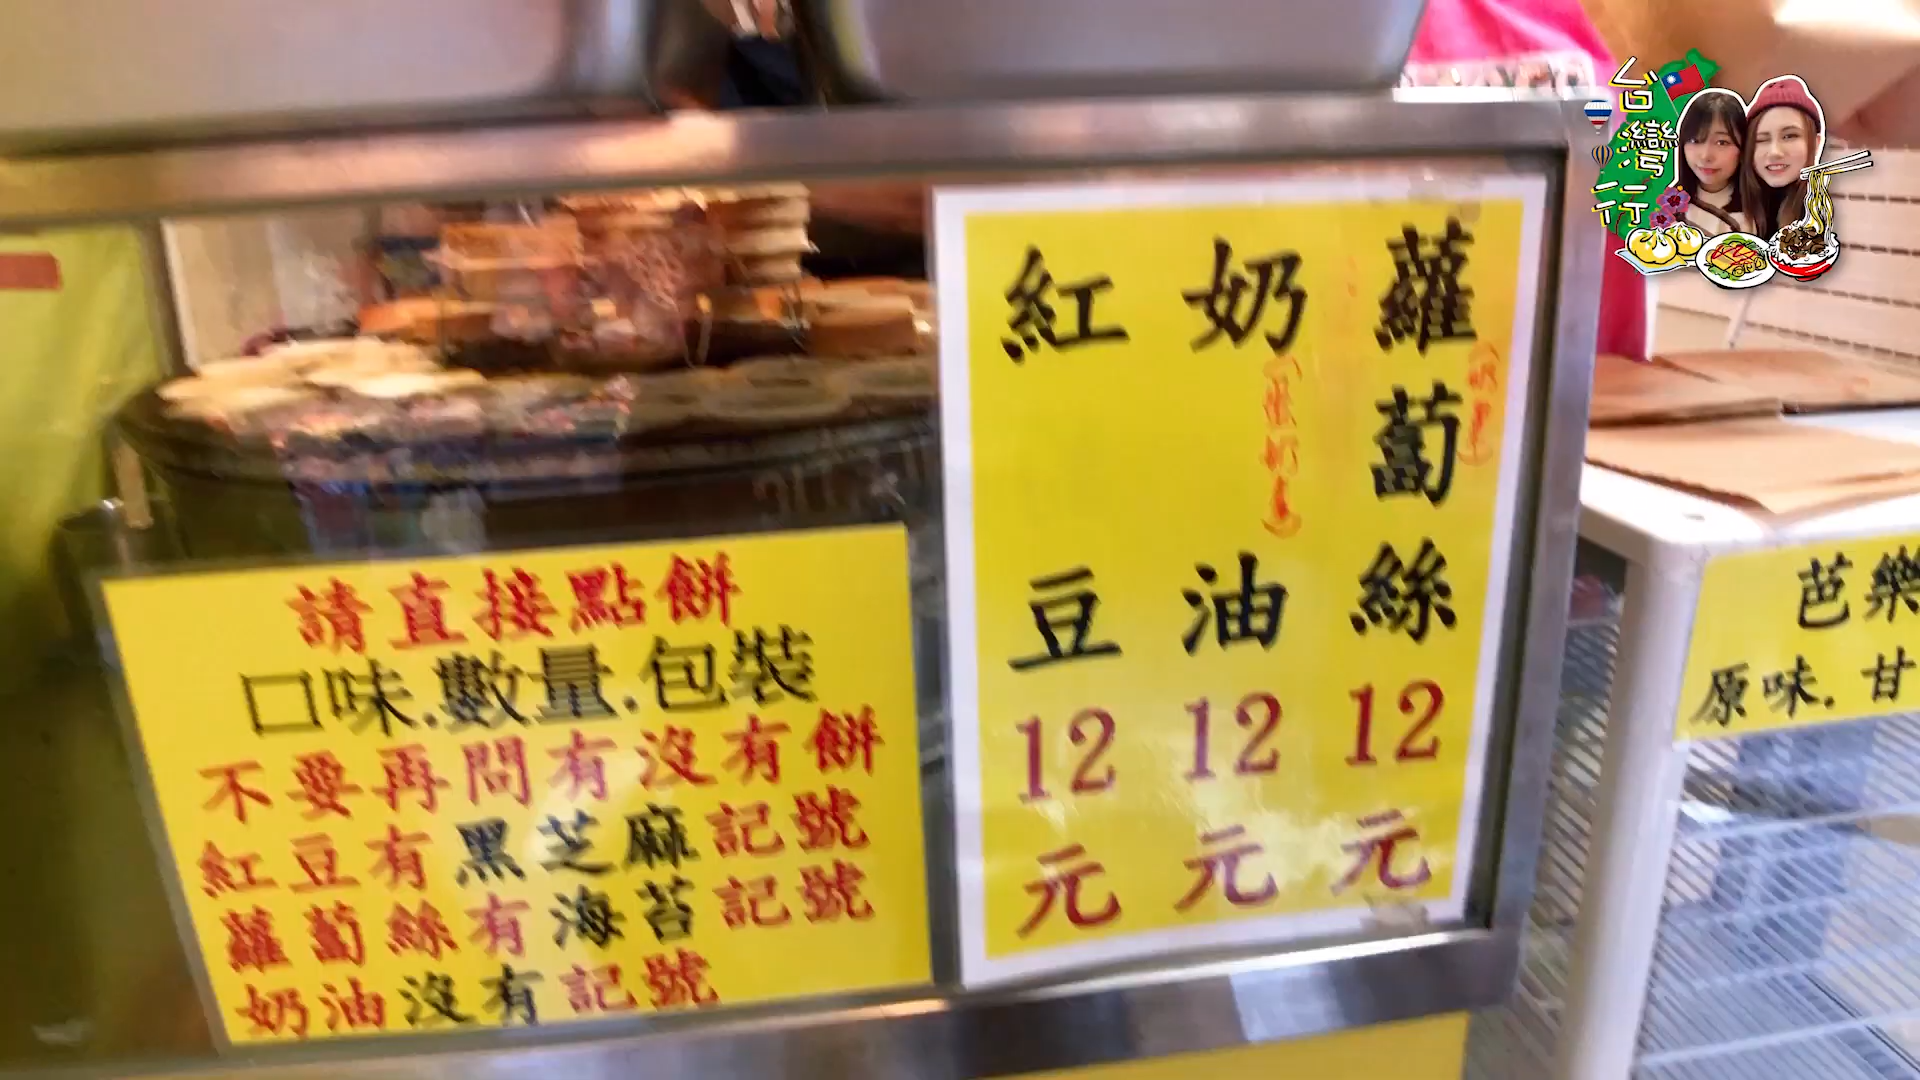 台灣行
請直接點餅
口味.數量.包裝
不要再問有沒有餅
紅豆有黑芝麻記號
蘿蔔絲有海苔記號
奶油沒有記號
蘿蔔絲12元
奶油12元
紅豆12元
芭樂
原味.甘